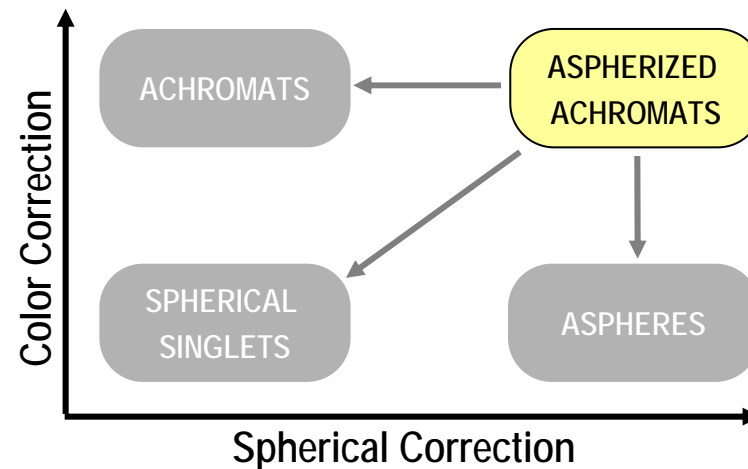 Color Correction
ACHROMATS
ASPHERIZED
ACHROMATS
SPHERICAL
SINGLETS
ASPHERES
Spherical Correction